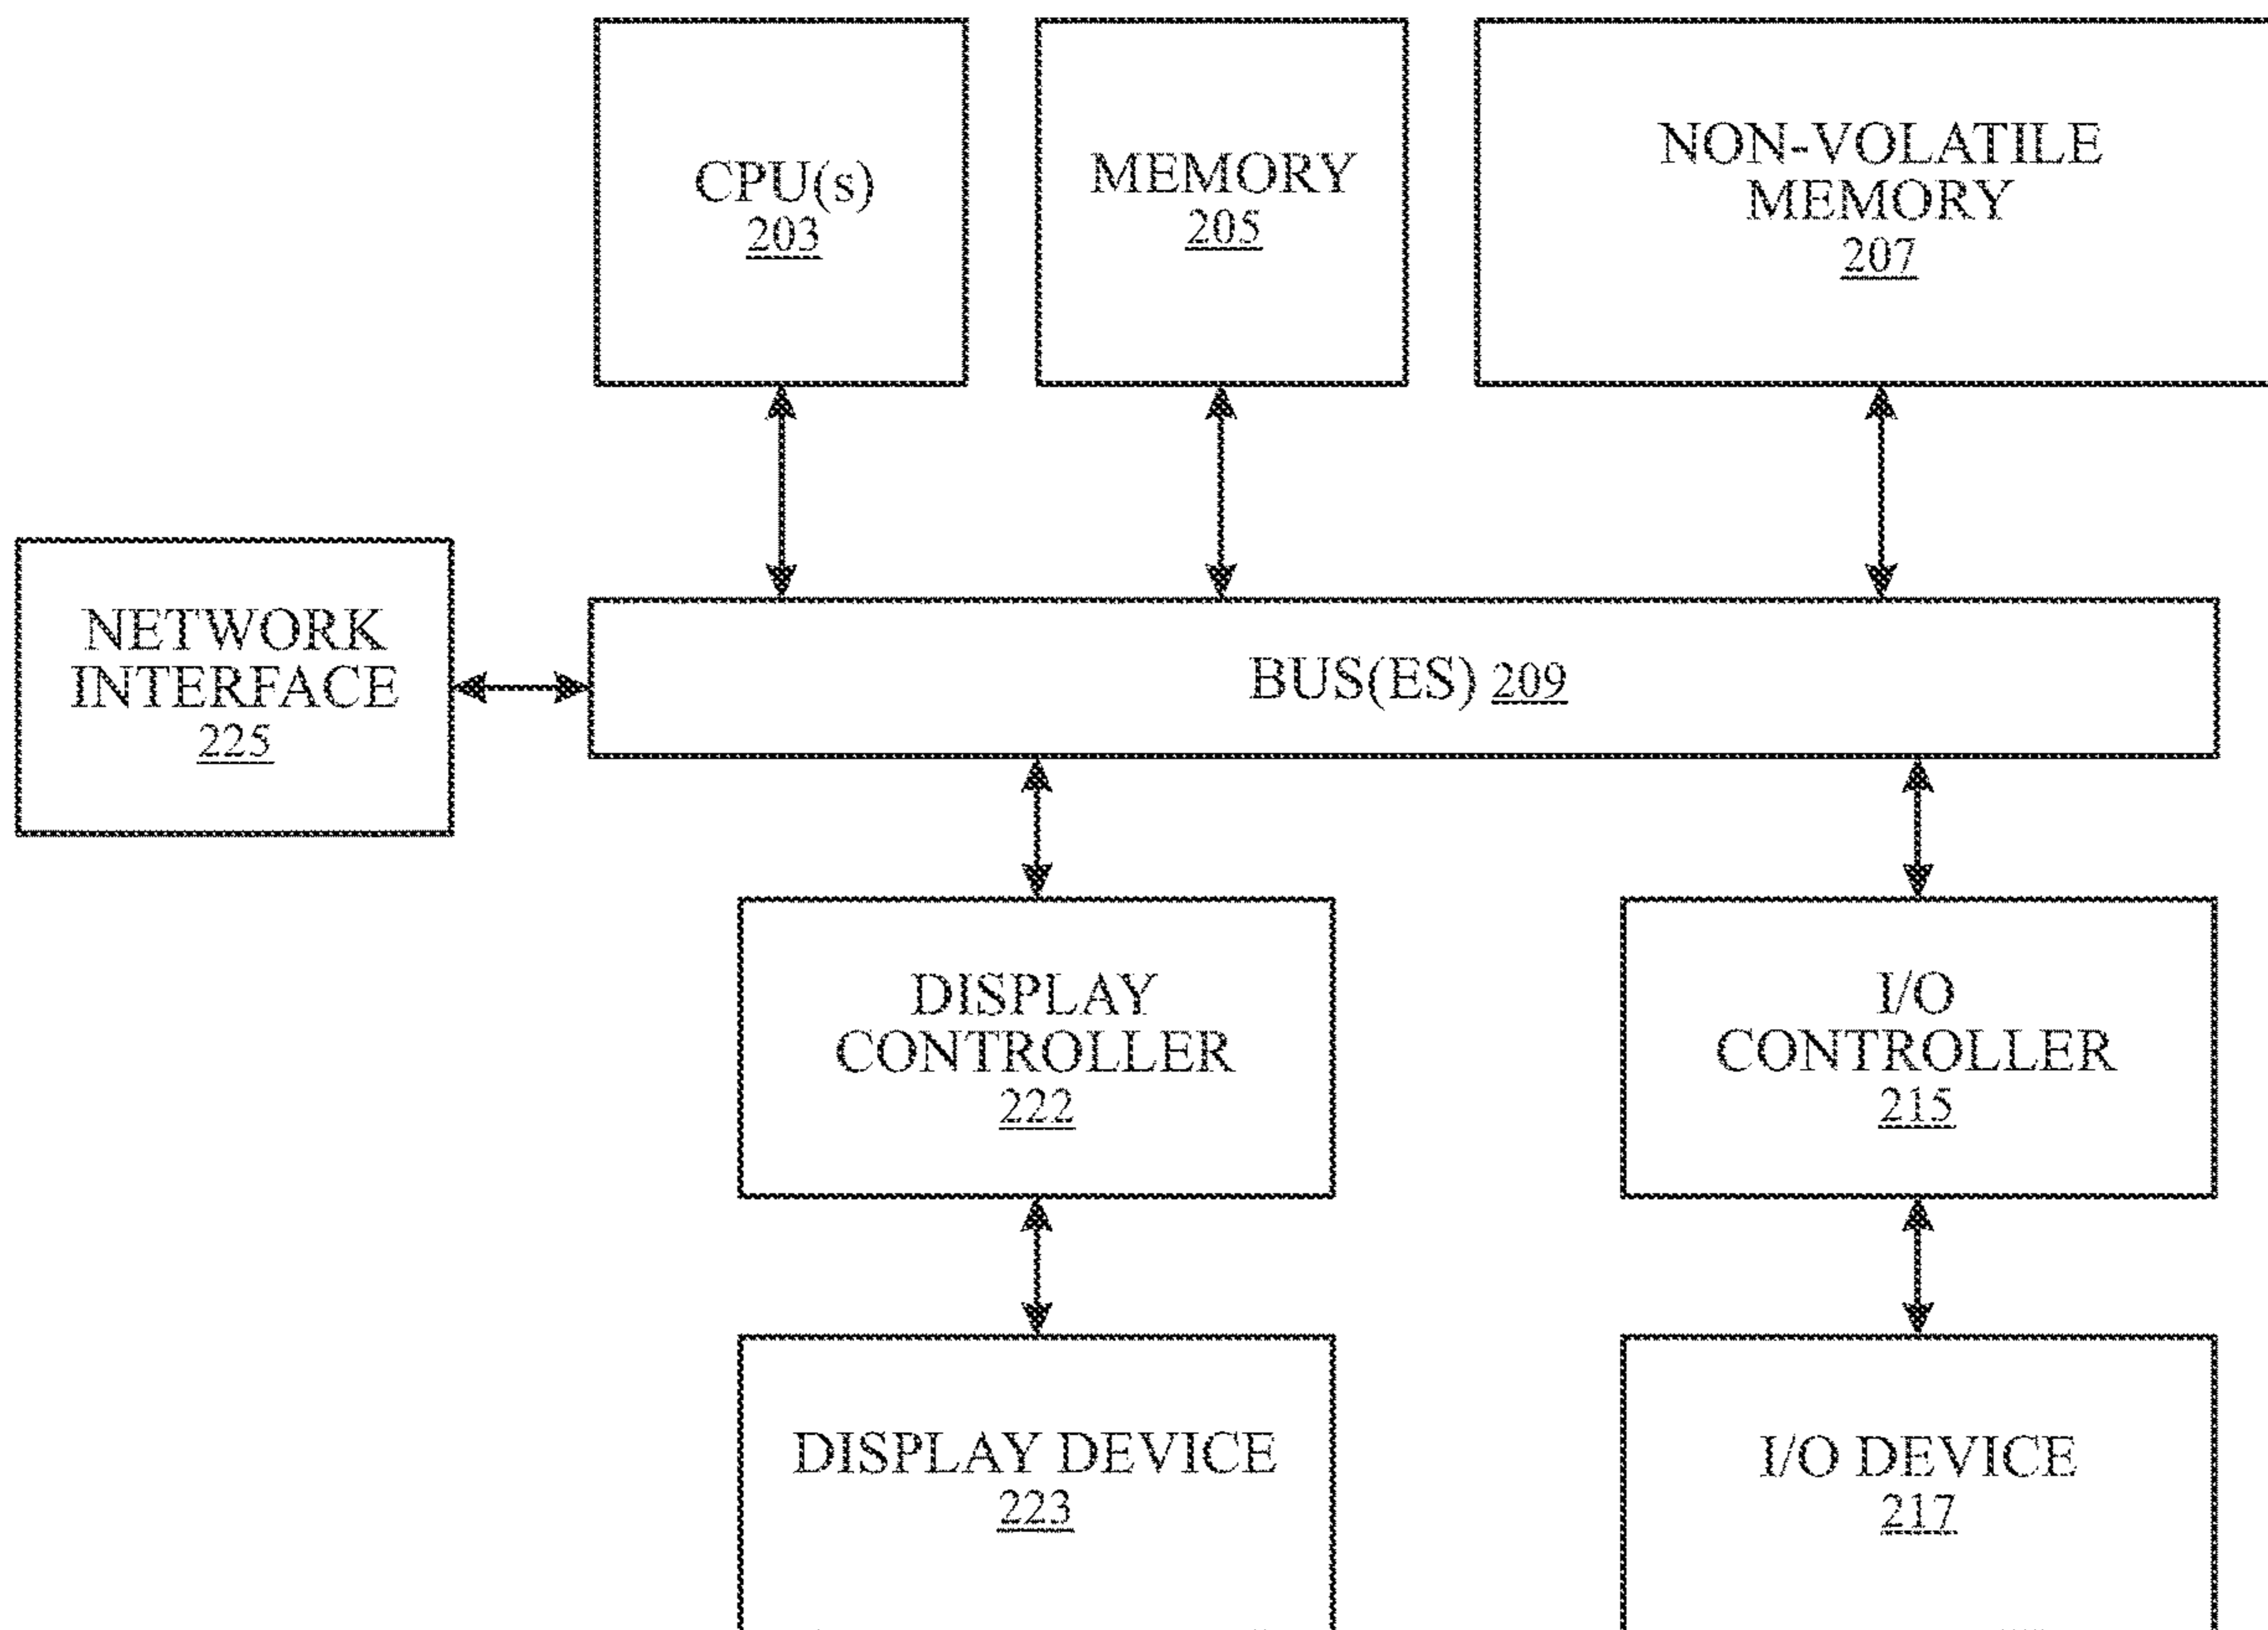 CPU(s)
203
MEMORY
205
NON-VOLATILE
MEMORY
207
NETWORK
INTERFACE
225
BUS(ES) 209
DISPLAY
CONTROLLER
222
I/O
CONTROLLER
215
DISPLAY DEVICE
223
I/O DEVICE
217